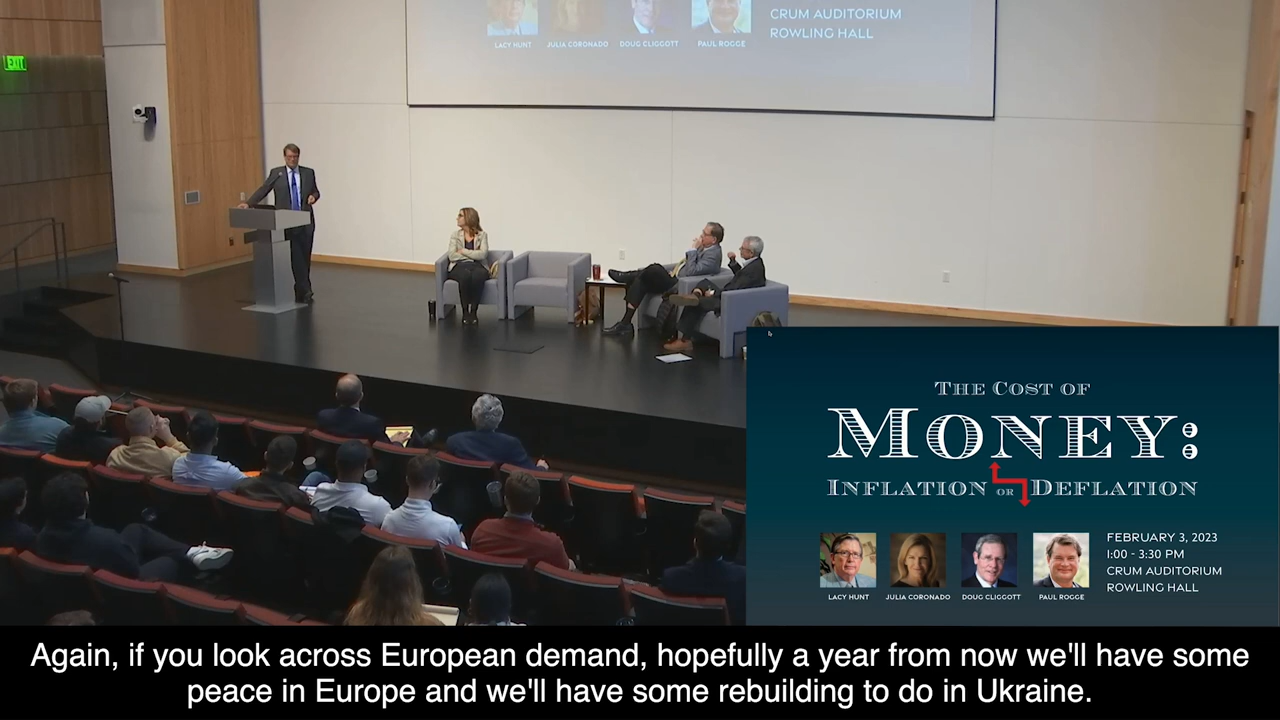 CRUM AUDITORIUM
ROWLING HALL
LACY HUNT JULIA CORONADO DOUG CLIGGOTT PAUL ROGGE
EXIT
THE COST OF
MONEY:
INFLATION OR DEFLATION
FEBRUARY 3, 2023
1:00 - 3:30 PM
CRUM AUDITORIUM
ROWLING HALL
LACY HUNT JULIA CORONADO DOUG CLIGGOTT PAUL ROGGE
Again, if you look across European demand, hopefully a year from now we'll have some
peace in Europe and we'll have some rebuilding to do in Ukraine.